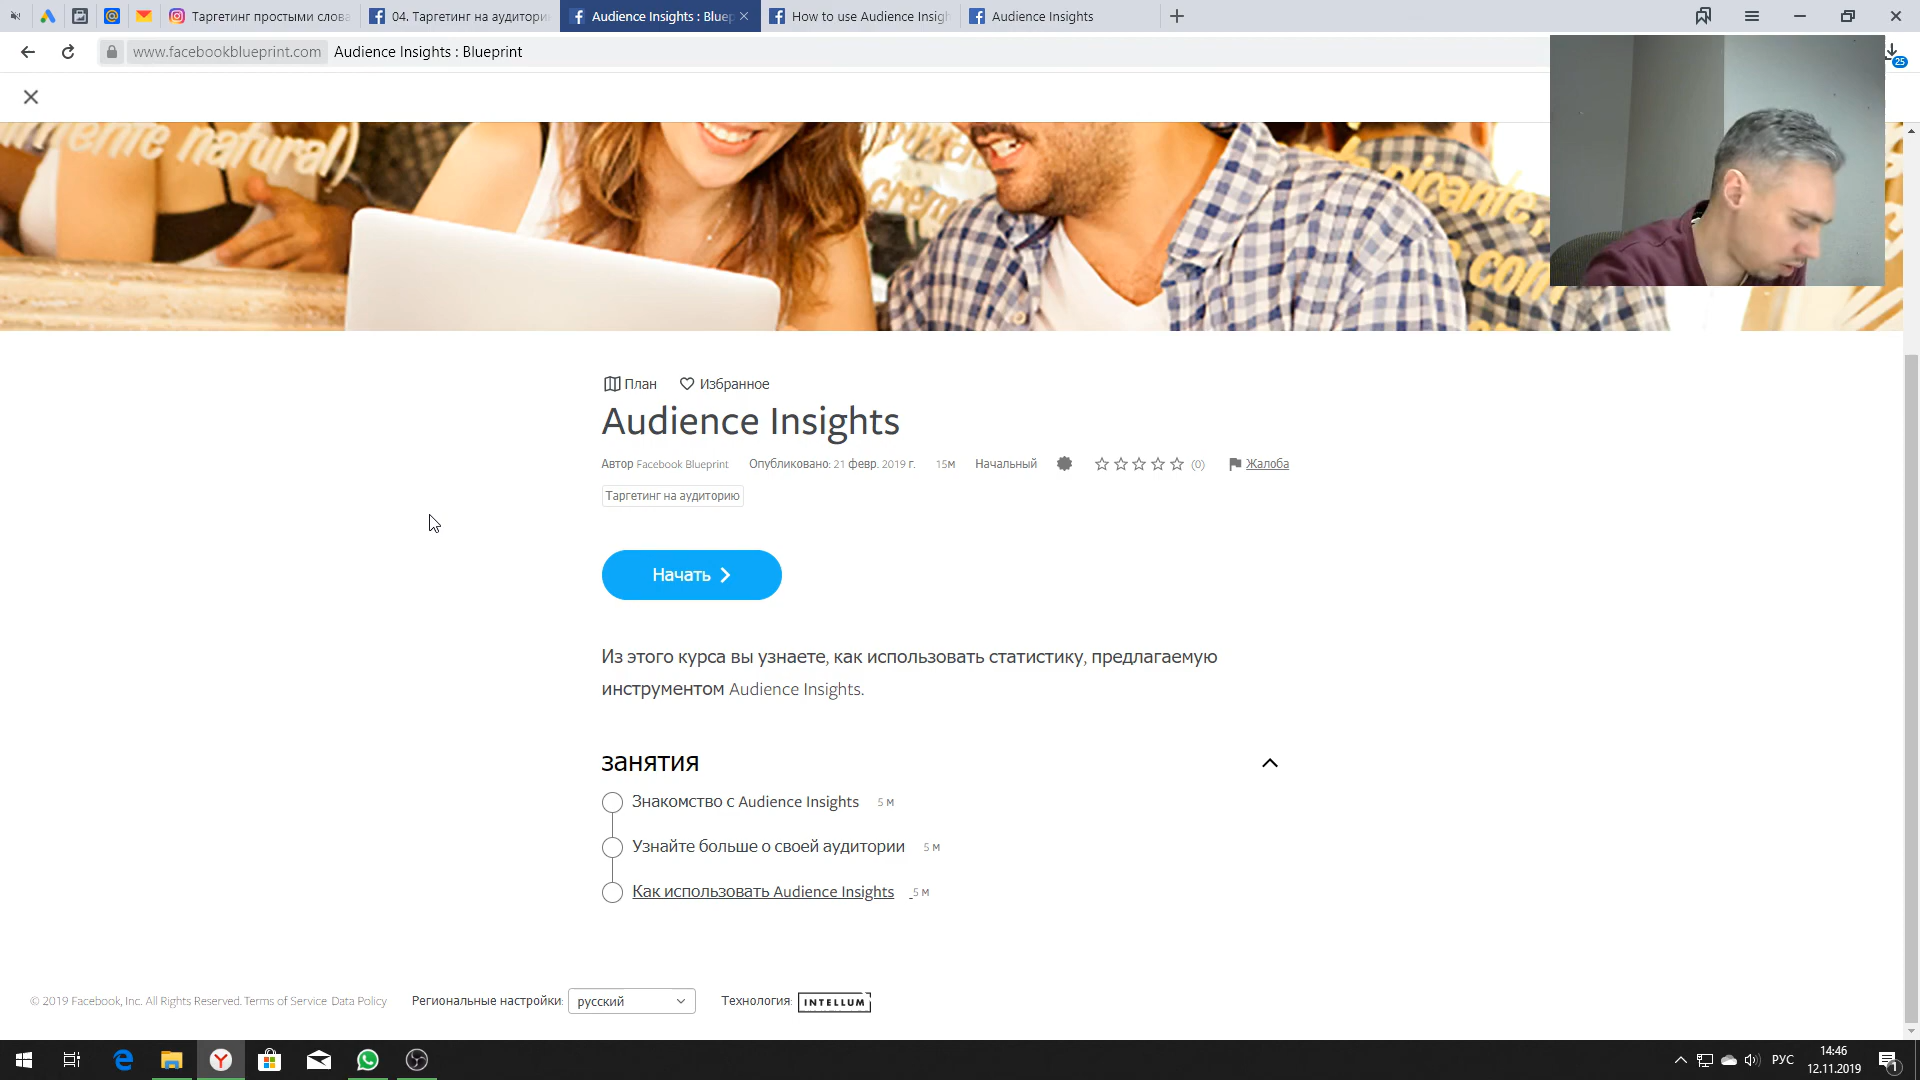 Таргетинг простыми слова
04. Таргетинг на аудитори
Audience Insights : Bluep
How to use Audience Insigh
Audience Insights
www.facebookblueprint.com Audience Insights : Blueprint
25
mente natural)
План
Избранное
Audience Insights
Автор Facebook Blueprint Опубликовано: 21 февр. 2019 г. 15м Начальный (0) Жалоба
Таргетинг на аудиторию
Начать
Из этого курса вы узнаете, как использовать статистику, предлагаемую
инструментом Audience Insights.
занятия
Знакомство с Audience Insights 5 м
Узнайте больше о своей аудитории 5 м
Как использовать Audience Insights 5 м
© 2019 Facebook, Inc. All Rights Reserved. Terms of Service Data Policy
Региональные настройки: русский
Технология: INTELLUM
РУС
14:46
12.11.2019
1